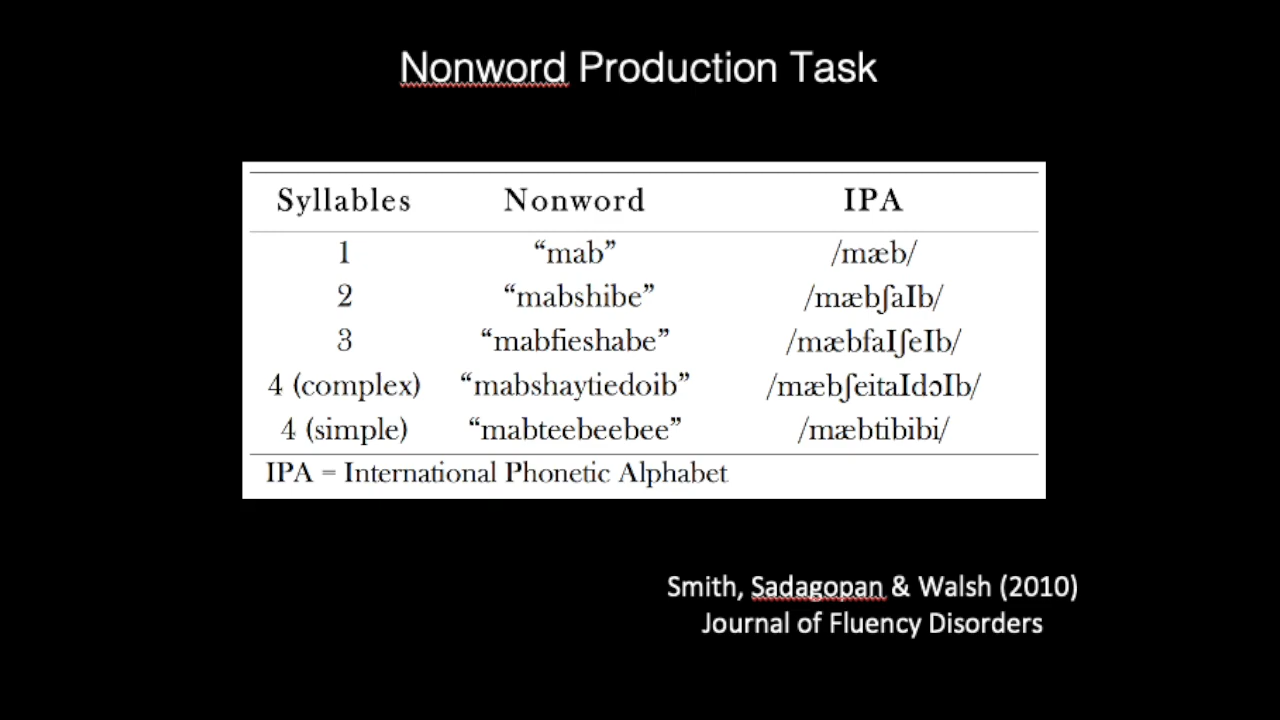 Nonword Production Task
Syllables Nonword IPA
1 “mab” /mæb/
2 “mabshibe” /mæbʃaIb/
3 “mabfieshabe” /mæbfaIʃeIb/
4 (complex) “mabshaytiedoib” /mæbʃeitaIdɔIb/
4 (simple) “mabteebeebee” /mæbtibibi/
IPA = International Phonetic Alphabet
Smith, Sadagopan & Walsh (2010)
Journal of Fluency Disorders